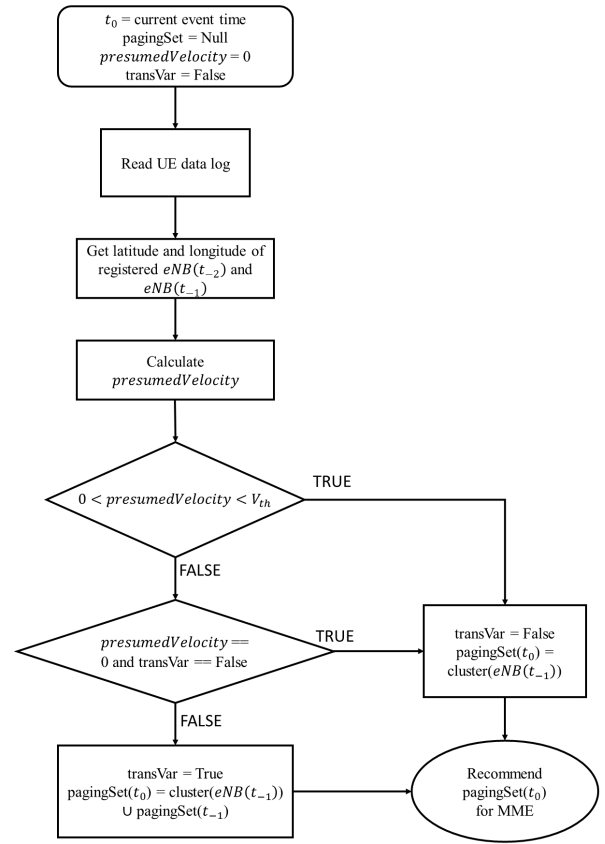 t₀ = current event time
pagingSet = Null
presumedVelocity = 0
transVar = False
Read UE data log
Get latitude and longitude of
registered eNB(t₋₂) and
eNB(t₋₁)
Calculate
presumedVelocity
0 < presumedVelocity < Vₜₕ
TRUE
FALSE
presumedVelocity ==
0 and transVar == False
TRUE
transVar = False
pagingSet(t₀) =
cluster(eNB(t₋₁))
FALSE
transVar = True
pagingSet(t₀) = cluster(eNB(t₋₁))
∪ pagingSet(t₋₁)
Recommend
pagingSet(t₀)
for MME